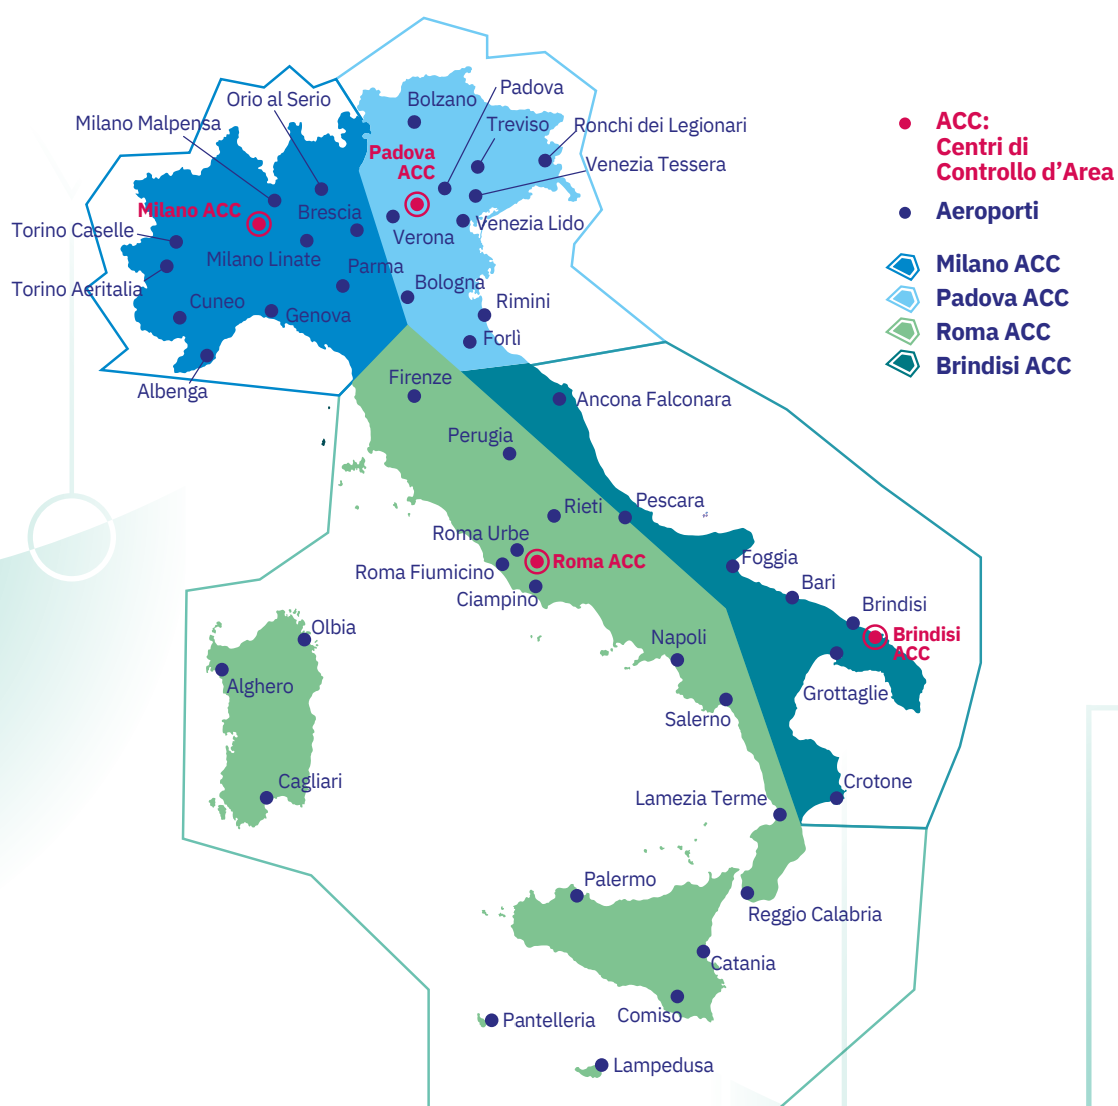 Orio al Serio
Bolzano
Padova
Milano Malpensa
Treviso
Ronchi dei Legionari
Padova
ACC
Venezia Tessera
Milano ACC
Brescia
Torino Caselle
Verona
Venezia Lido
Milano Linate
Parma
Torino Aeritalia
Bologna
Cuneo
Genova
Rimini
Forlì
Albenga
Firenze
Ancona Falconara
Perugia
Rieti
Pescara
Roma Urbe
Roma ACC
Roma Fiumicino
Ciampino
Foggia
Bari
Brindisi
Brindisi
ACC
Olbia
Napoli
Alghero
Grottaglie
Salerno
Cagliari
Crotone
Lamezia Terme
Palermo
Reggio Calabria
Catania
Comiso
Pantelleria
Lampedusa
ACC:
Centri di
Controllo d’Area
Aeroporti
Milano ACC
Padova ACC
Roma ACC
Brindisi ACC